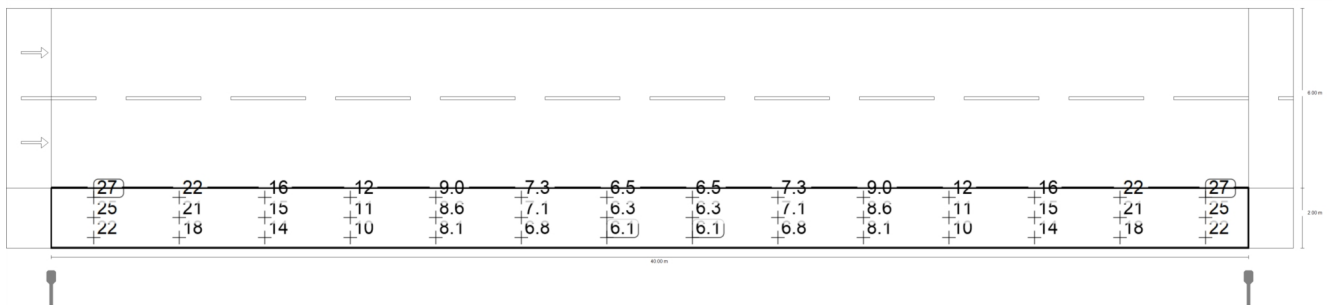 6.00 m
27 22 16 12 9.0 7.3 6.5 6.5 7.3 9.0 12 16 22 27
25 21 15 11 8.6 7.1 6.3 6.3 7.1 8.6 11 15 21 25
2.00 m
22 18 14 10 8.1 6.8 6.1 6.1 6.8 8.1 10 14 18 22
40.00 m